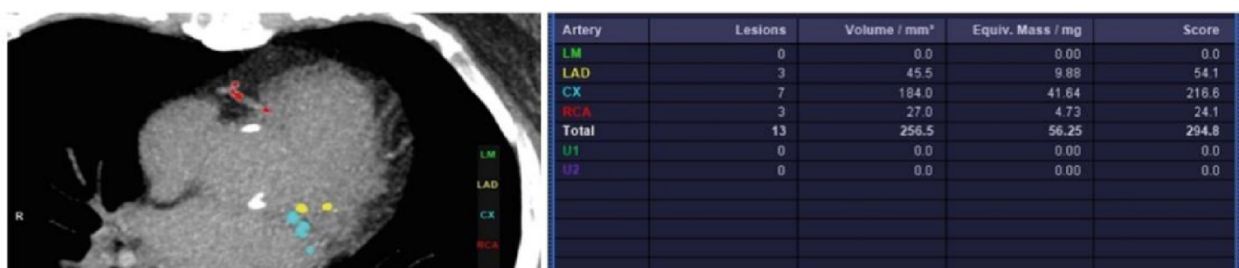 R
LM
LAD
CX
RCA
Artery Lesions Volume / mm³ Equiv. Mass / mg Score
LM 0 0.0 0.00 0.0
LAD 3 45.5 9.88 54.1
CX 7 184.0 41.64 216.6
RCA 3 27.0 4.73 24.1
Total 13 256.5 56.25 294.8
U1 0 0.0 0.00 0.0
U2 0 0.0 0.00 0.0